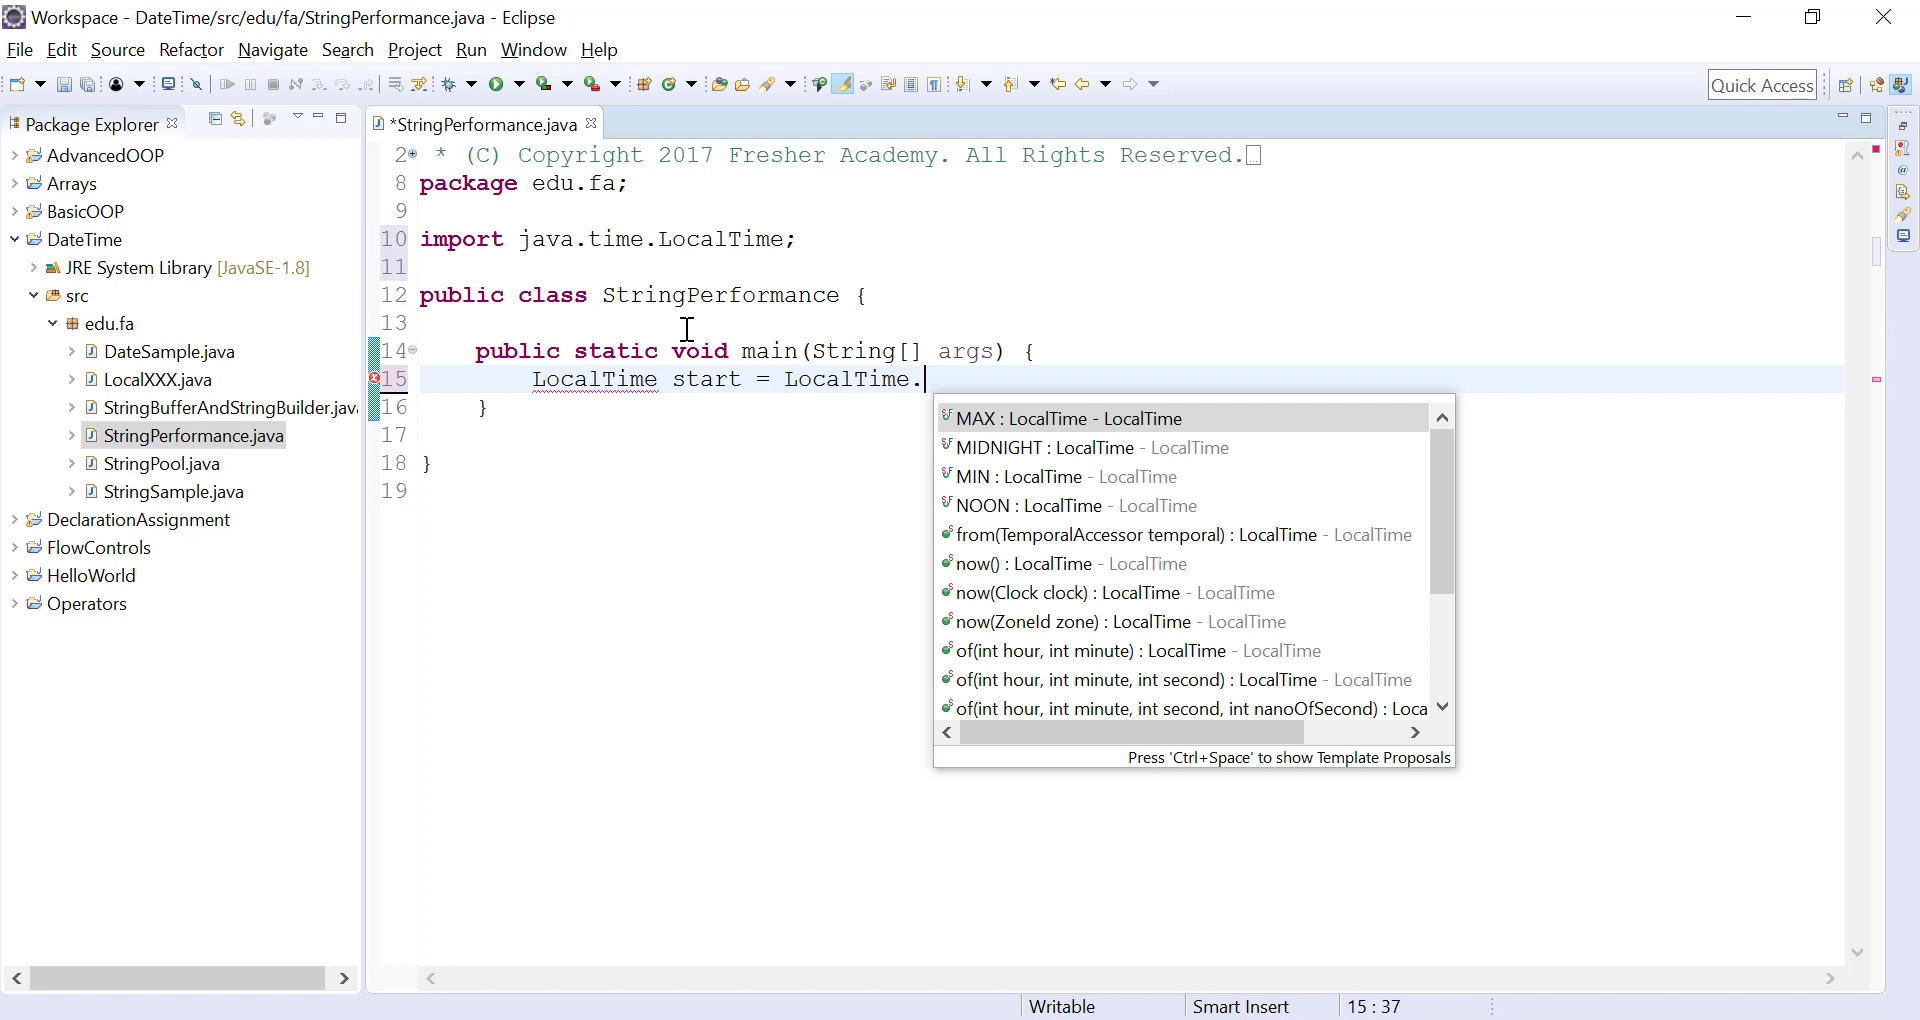 Workspace - DateTime/src/edu/fa/StringPerformance.java - Eclipse
File Edit Source Refactor Navigate Search Project Run Window Help
Quick Access
Package Explorer
*StringPerformance.java
AdvancedOOP
Arrays
BasicOOP
DateTime
JRE System Library [JavaSE-1.8]
src
edu.fa
DateSample.java
LocalXXX.java
StringBufferAndStringBuilder.java
StringPerformance.java
StringPool.java
StringSample.java
DeclarationAssignment
FlowControls
HelloWorld
Operators
2 * (C) Copyright 2017 Fresher Academy. All Rights Reserved.
8 package edu.fa;
9
10 import java.time.LocalTime;
11
12 public class StringPerformance {
13
14 public static void main(String[] args) {
15 LocalTime start = LocalTime.
16 }
17
18 }
19
MAX : LocalTime - LocalTime
MIDNIGHT : LocalTime - LocalTime
MIN : LocalTime - LocalTime
NOON : LocalTime - LocalTime
from(TemporalAccessor temporal) : LocalTime - LocalTime
now() : LocalTime - LocalTime
now(Clock clock) : LocalTime - LocalTime
now(ZoneId zone) : LocalTime - LocalTime
of(int hour, int minute) : LocalTime - LocalTime
of(int hour, int minute, int second) : LocalTime - LocalTime
of(int hour, int minute, int second, int nanoOfSecond) : Loca
Press 'Ctrl+Space' to show Template Proposals
Writable Smart Insert 15 : 37